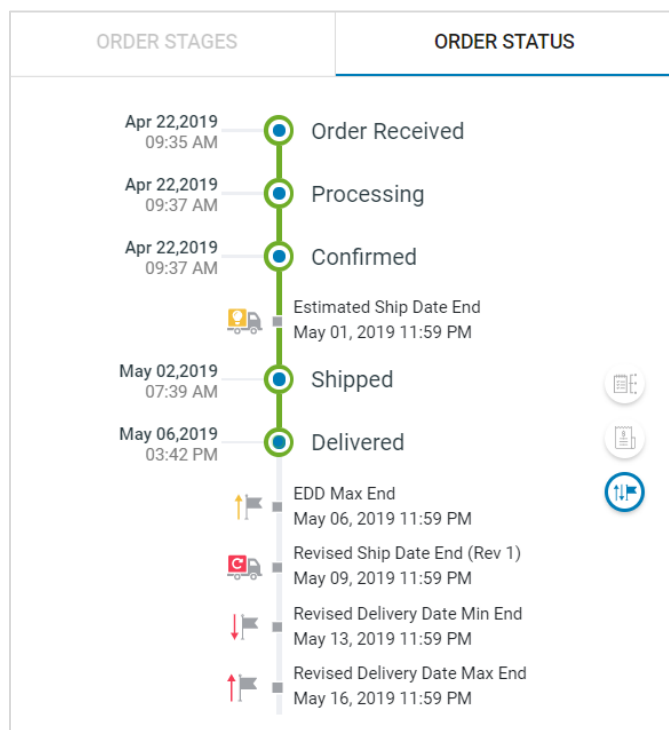 ORDER STAGES
ORDER STATUS
Apr 22,2019
09:35 AM
Order Received
Apr 22,2019
09:37 AM
Processing
Apr 22,2019
09:37 AM
Confirmed
Estimated Ship Date End
May 01, 2019 11:59 PM
May 02,2019
07:39 AM
Shipped
May 06,2019
03:42 PM
Delivered
EDD Max End
May 06, 2019 11:59 PM
Revised Ship Date End (Rev 1)
May 09, 2019 11:59 PM
Revised Delivery Date Min End
May 13, 2019 11:59 PM
Revised Delivery Date Max End
May 16, 2019 11:59 PM